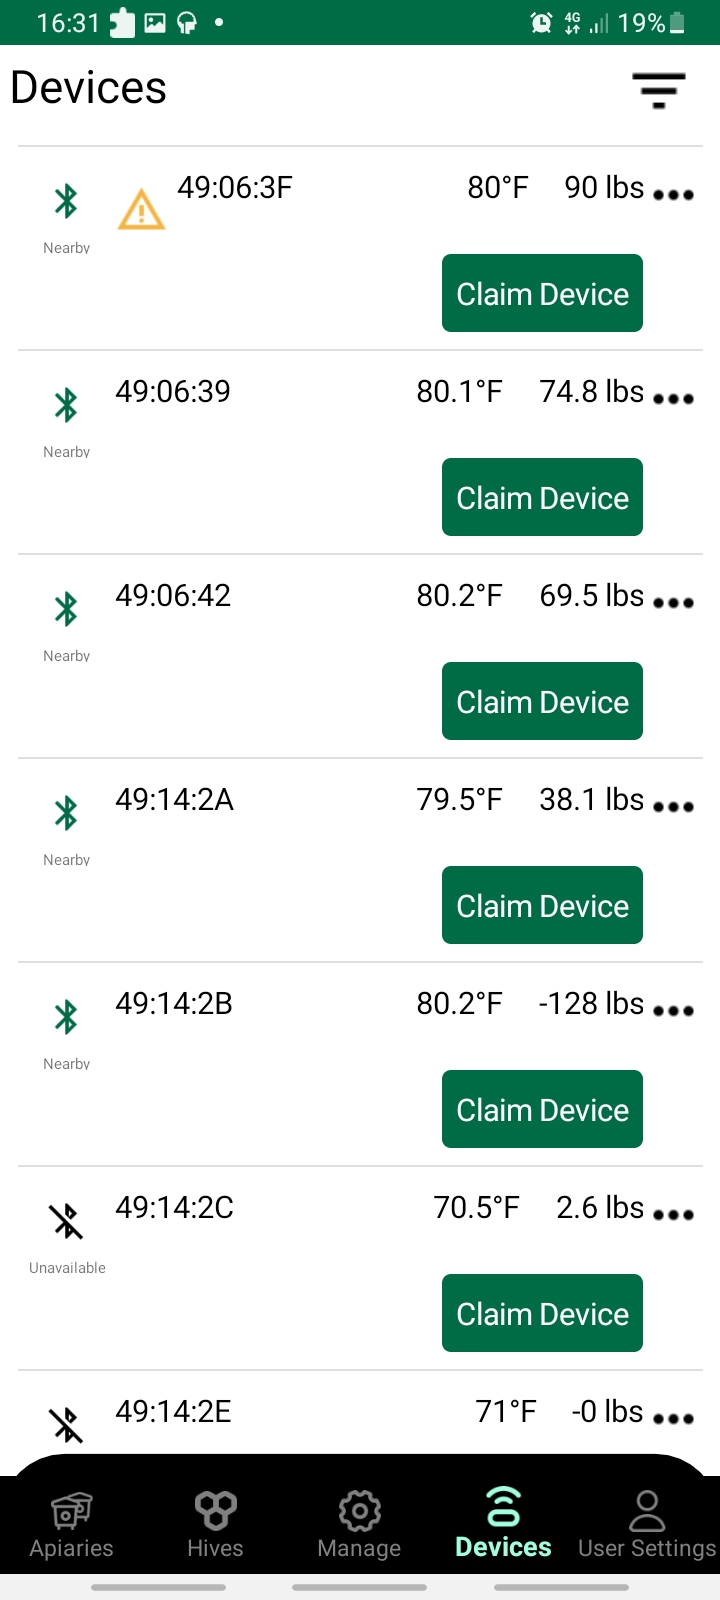 16:31 4G 19%
Devices
49:06:3F 80°F 90 lbs
Nearby
Claim Device
49:06:39 80.1°F 74.8 lbs
Nearby
Claim Device
49:06:42 80.2°F 69.5 lbs
Nearby
Claim Device
49:14:2A 79.5°F 38.1 lbs
Nearby
Claim Device
49:14:2B 80.2°F -128 lbs
Nearby
Claim Device
49:14:2C 70.5°F 2.6 lbs
Unavailable
Claim Device
49:14:2E 71°F -0 lbs
Apiaries Hives Manage Devices User Settings